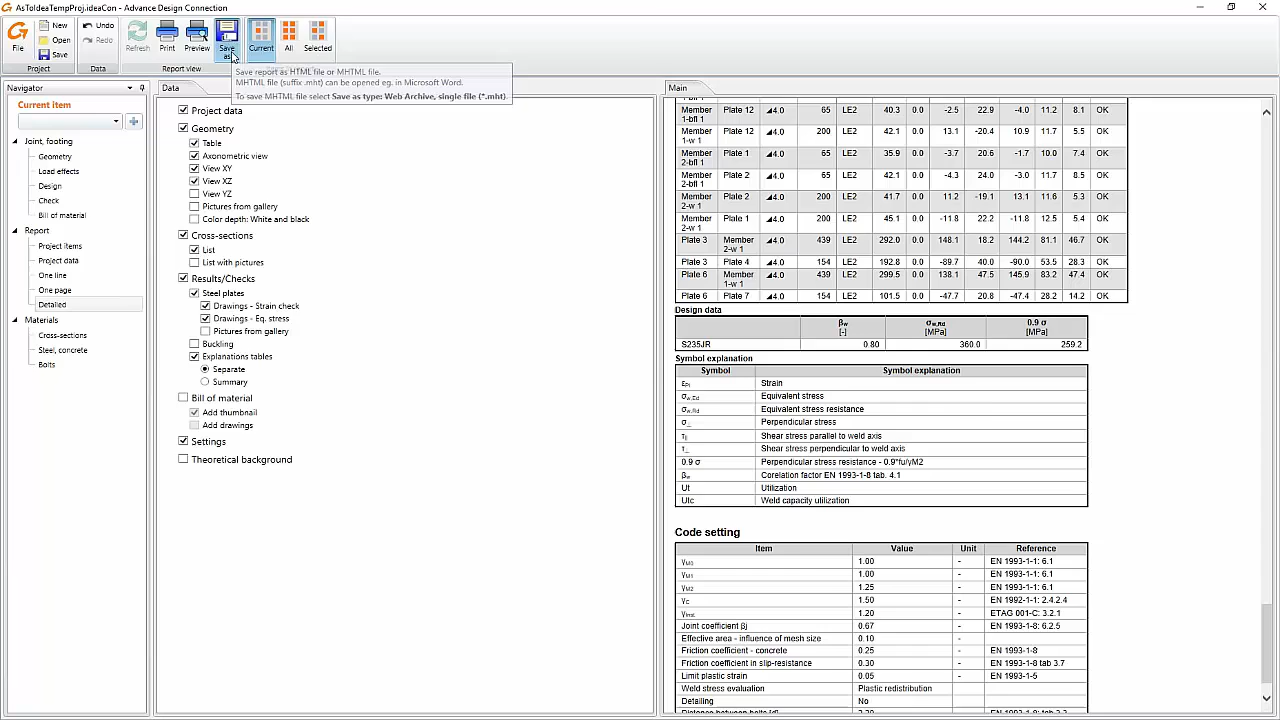 AsToIdeaTempProj.ideaCon - Advance Design Connection
File
New
Open
Save
Project
Undo
Redo
Data
Refresh
Print
Preview
Save as
Report view
Current
All
Selected
Save report as HTML file or MHTML file.
MHTML file (suffix .mht) can be opened eg. in Microsoft Word.
To save MHTML file select Save as type: Web Archive, single file (*.mht).
Navigator
Current item
Joint, footing
Geometry
Load effects
Design
Check
Bill of material
Report
Project items
Project data
One line
One page
Detailed
Materials
Cross-sections
Steel, concrete
Bolts
Data
Project data
Geometry
Table
Axonometric view
View XY
View XZ
View YZ
Pictures from gallery
Color depth: White and black
Cross-sections
List
List with pictures
Results/Checks
Steel plates
Drawings - Strain check
Drawings - Eq. stress
Pictures from gallery
Buckling
Explanations tables
Separate
Summary
Bill of material
Add thumbnail
Add drawings
Settings
Theoretical background
Main
Member 1-bfl 1 Plate 12 ◢4.0 65 LE2 40.3 0.0 -2.5 22.9 -4.0 11.2 8.1 OK
Member 1-w 1 Plate 12 ◢4.0 200 LE2 42.1 0.0 13.1 -20.4 10.9 11.7 5.5 OK
Member 2-bfl 1 Plate 1 ◢4.0 65 LE2 35.9 0.0 -3.7 20.6 -1.7 10.0 7.4 OK
Member 2-bfl 1 Plate 2 ◢4.0 65 LE2 42.1 0.0 -4.3 24.0 -3.0 11.7 8.5 OK
Member 2-w 1 Plate 2 ◢4.0 200 LE2 41.7 0.0 11.2 -19.1 13.1 11.6 5.3 OK
Member 2-w 1 Plate 1 ◢4.0 200 LE2 45.1 0.0 -11.8 22.2 -11.8 12.5 5.4 OK
Plate 3 Member 2-w 1 ◢4.0 439 LE2 292.0 0.0 148.1 18.2 144.2 81.1 46.7 OK
Plate 3 Plate 4 ◢4.0 154 LE2 192.8 0.0 -89.7 40.0 -90.0 53.5 28.3 OK
Plate 6 Member 1-w 1 ◢4.0 439 LE2 299.5 0.0 138.1 47.5 145.9 83.2 47.4 OK
Plate 6 Plate 7 ◢4.0 154 LE2 101.5 0.0 -47.7 20.8 -47.4 28.2 14.2 OK
Design data
βw [-] σw,Rd [MPa] 0.9 σ [MPa]
S235JR 0.80 360.0 259.2
Symbol explanation
Symbol Symbol explanation
εPl Strain
σw,Ed Equivalent stress
σw,Rd Equivalent stress resistance
σ⊥ Perpendicular stress
τ|| Shear stress parallel to weld axis
τ⊥ Shear stress perpendicular to weld axis
0.9 σ Perpendicular stress resistance - 0.9*fu/γM2
βw Corelation factor EN 1993-1-8 tab. 4.1
Ut Utilization
Utc Weld capacity utilization
Code setting
Item Value Unit Reference
γM0 1.00 - EN 1993-1-1: 6.1
γM1 1.00 - EN 1993-1-1: 6.1
γM2 1.25 - EN 1993-1-1: 6.1
γC 1.50 - EN 1992-1-1: 2.4.2.4
γInst 1.20 - ETAG 001-C: 3.2.1
Joint coefficient βj 0.67 - EN 1993-1-8: 6.2.5
Effective area - influence of mesh size 0.10 -
Friction coefficient - concrete 0.25 - EN 1993-1-8
Friction coefficient in slip-resistance 0.30 - EN 1993-1-8 tab 3.7
Limit plastic strain 0.05 - EN 1993-1-5
Weld stress evaluation Plastic redistribution
Detailing No
Distance between bolts [d] 2.20 - EN 1993-1-8: tab 3.3